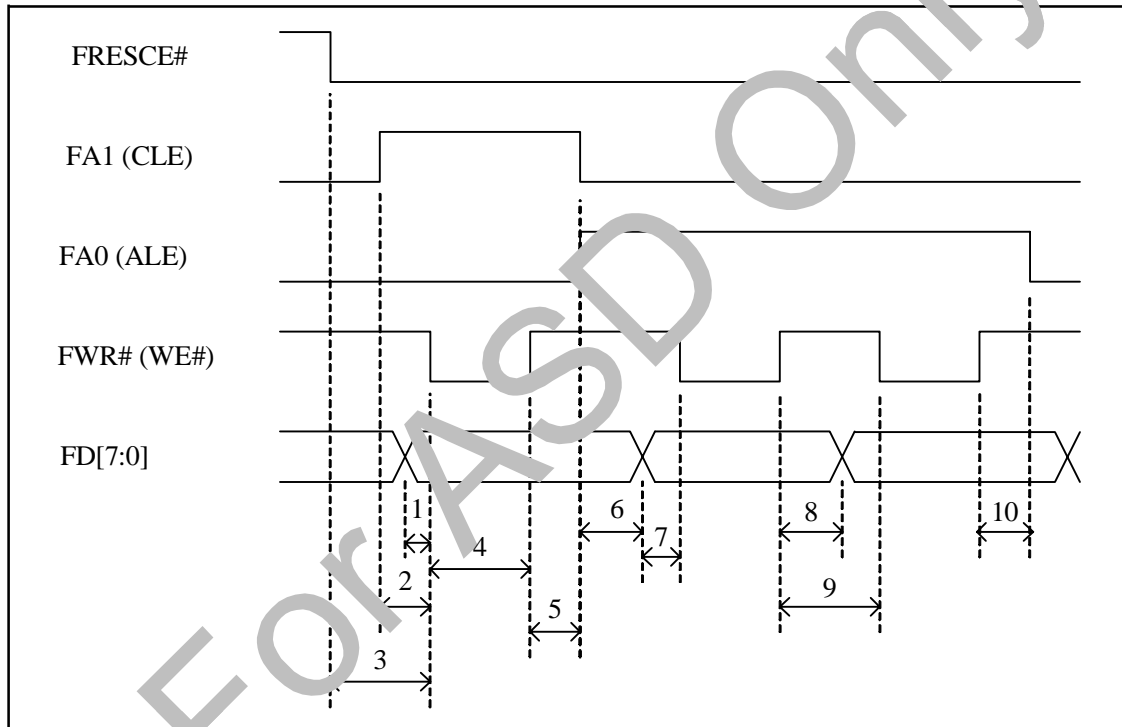 FRESCE#
FA1 (CLE)
FA0 (ALE)
FWR# (WE#)
FD[7:0]
1
2
3
4
5
6
7
8
9
10
For ASD Only